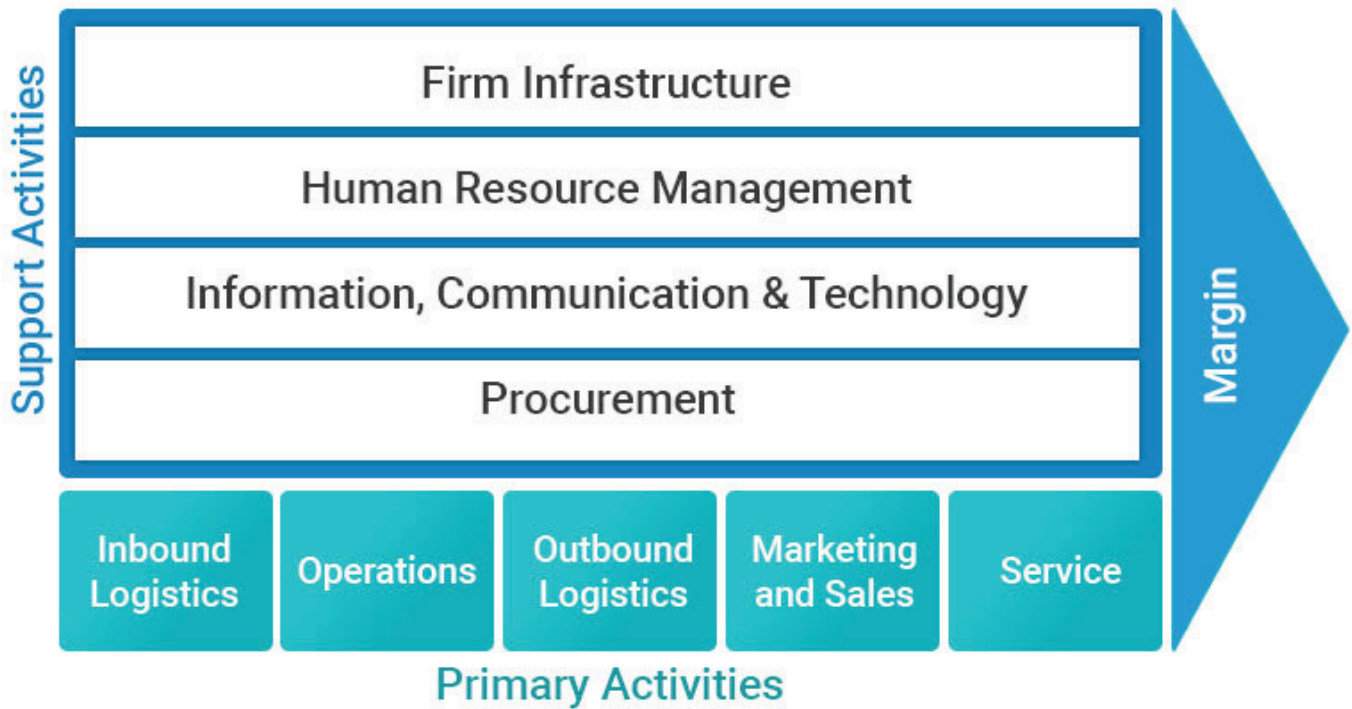 Support Activities
Firm Infrastructure
Human Resource Management
Information, Communication & Technology
Procurement
Margin
Inbound
Logistics
Operations
Outbound
Logistics
Marketing
and Sales
Service
Primary Activities